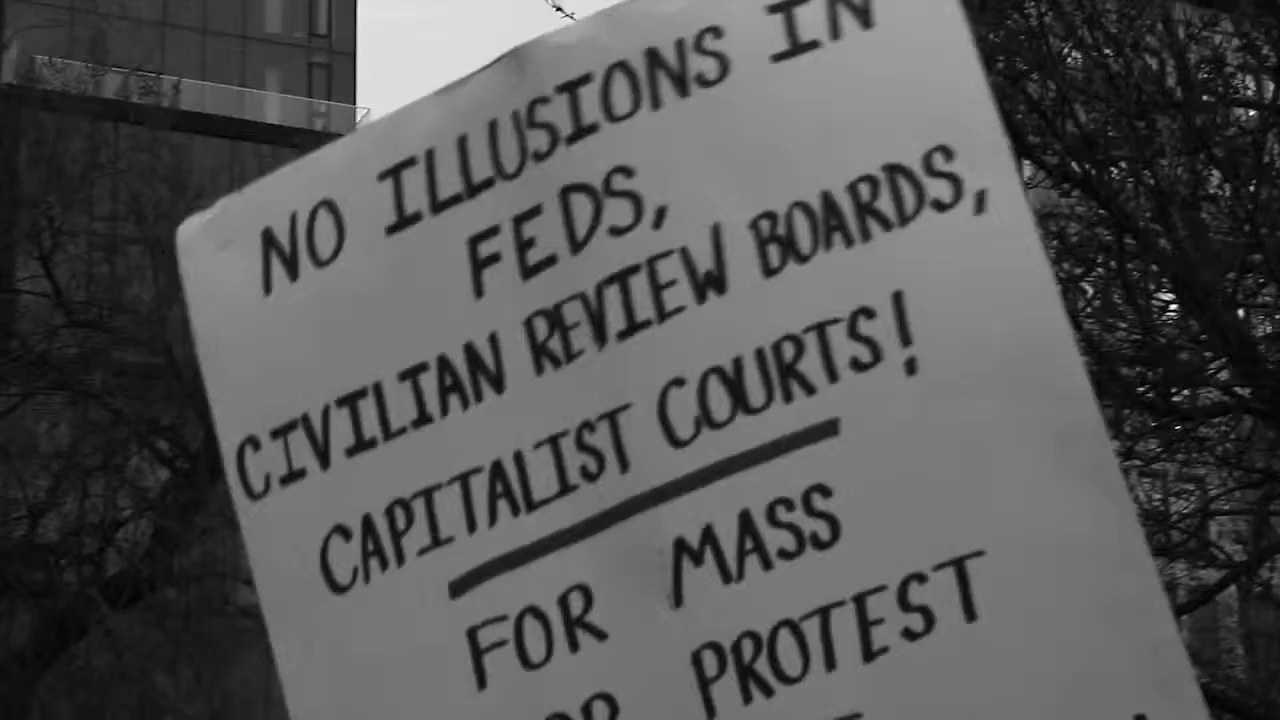 NO ILLUSIONS IN
FEDS,
CIVILIAN REVIEW BOARDS,
CAPITALIST COURTS!
FOR MASS
PROTEST